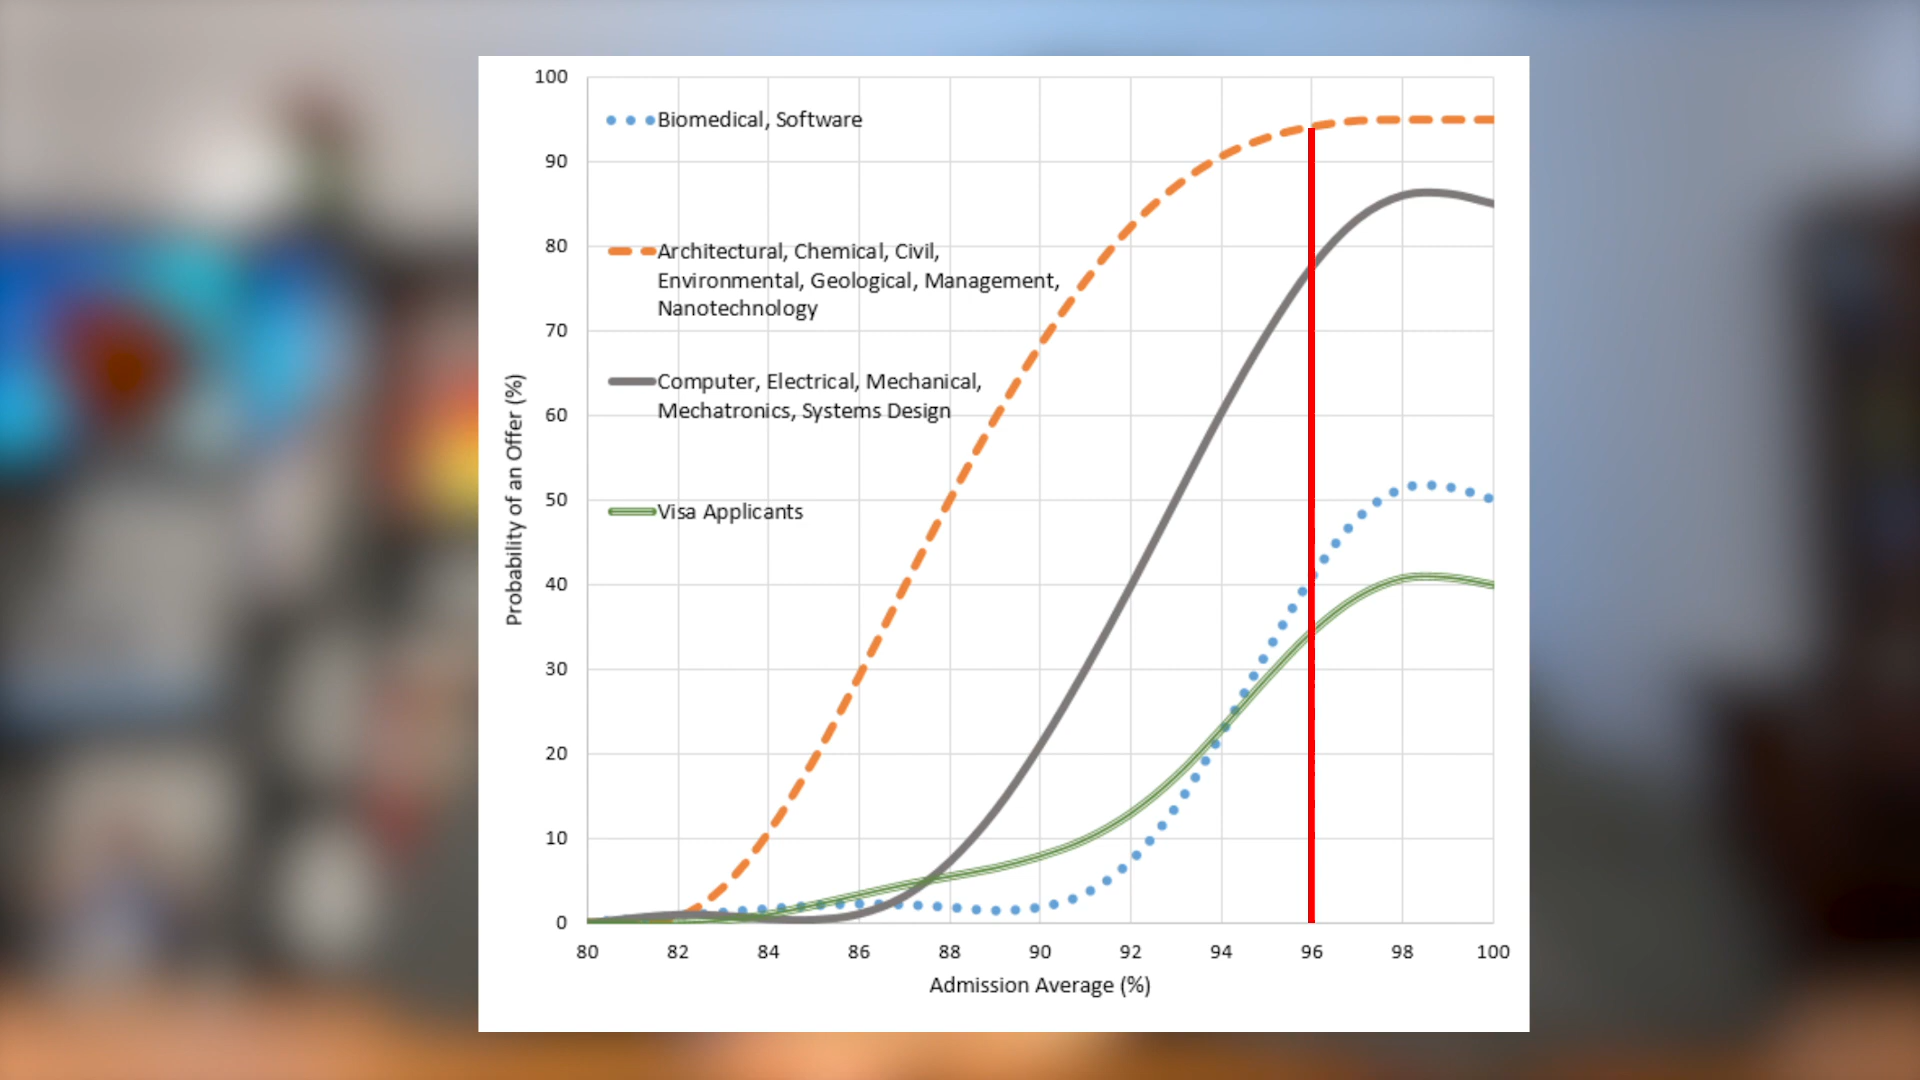 100
90
80
70
60
50
40
30
20
10
0
Probability of an Offer (%)
Biomedical, Software
Architectural, Chemical, Civil,
Environmental, Geological, Management,
Nanotechnology
Computer, Electrical, Mechanical,
Mechatronics, Systems Design
Visa Applicants
80 82 84 86 88 90 92 94 96 98 100
Admission Average (%)